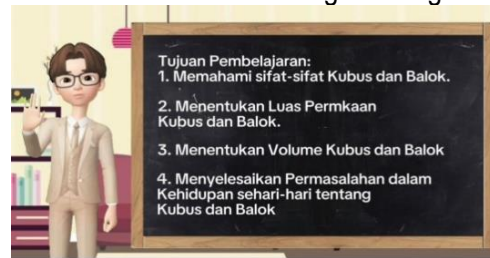 Tujuan Pembelajaran:
1. Memahami sifat-sifat Kubus dan Balok.
2. Menentukan Luas Permkaan
Kubus dan Balok.
3. Menentukan Volume Kubus dan Balok
4. Menyelesaikan Permasalahan dalam
Kehidupan sehari-hari tentang
Kubus dan Balok